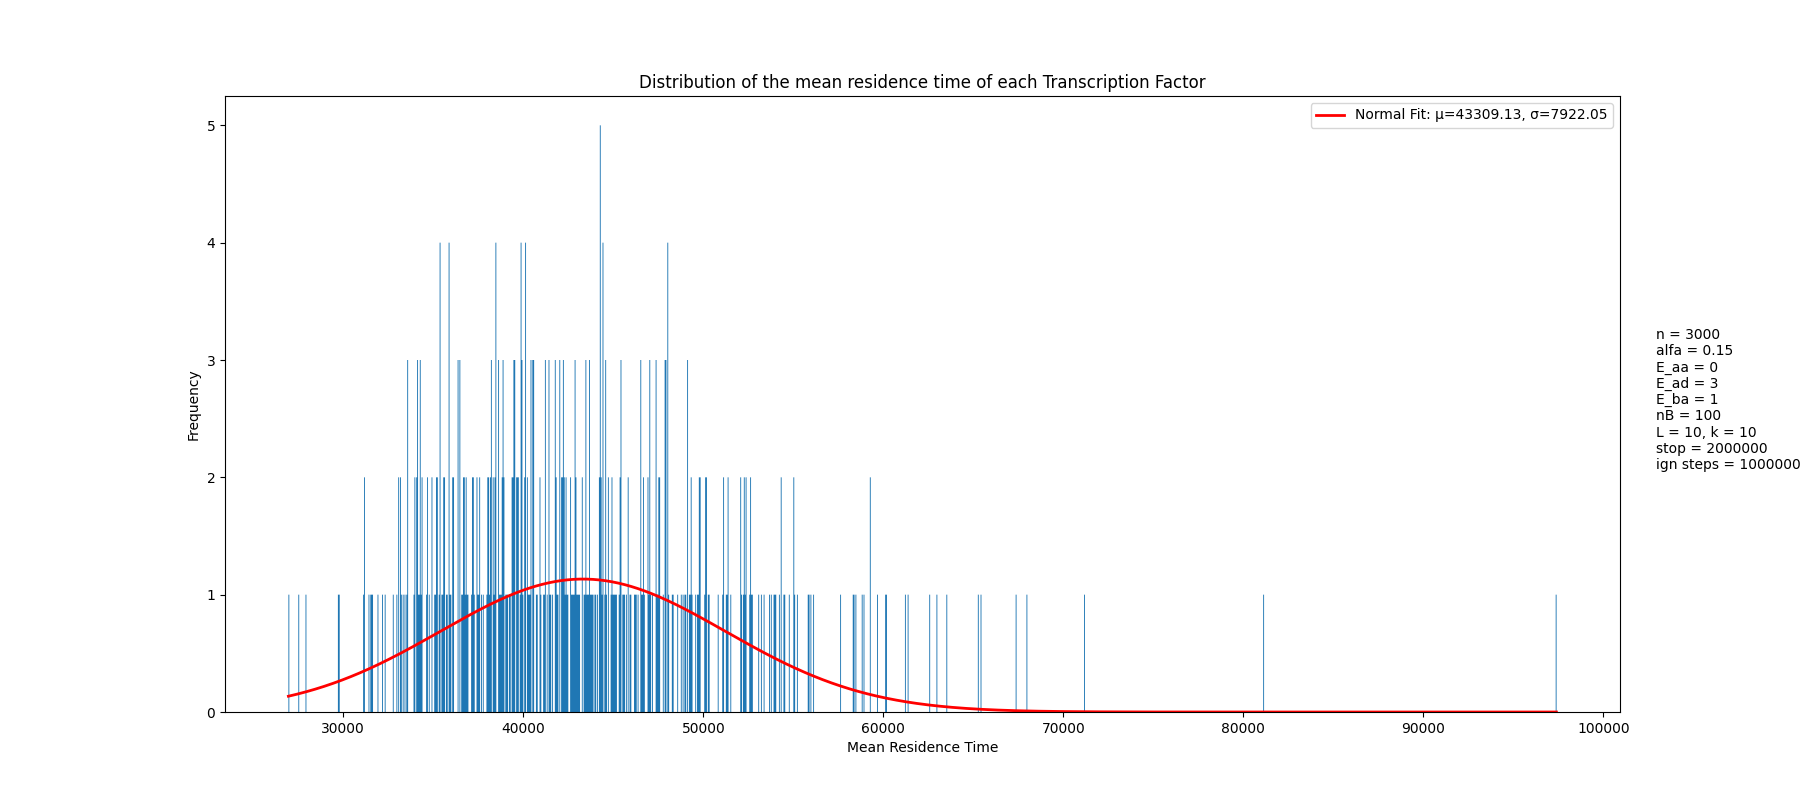 Distribution of the mean residence time of each Transcription Factor
Normal Fit: μ=43309.13, σ=7922.05
5
4
3
2
1
0
Frequency
30000 40000 50000 60000 70000 80000 90000 100000
Mean Residence Time
n = 3000
alfa = 0.15
E_aa = 0
E_ad = 3
E_ba = 1
nB = 100
L = 10, k = 10
stop = 2000000
ign steps = 1000000